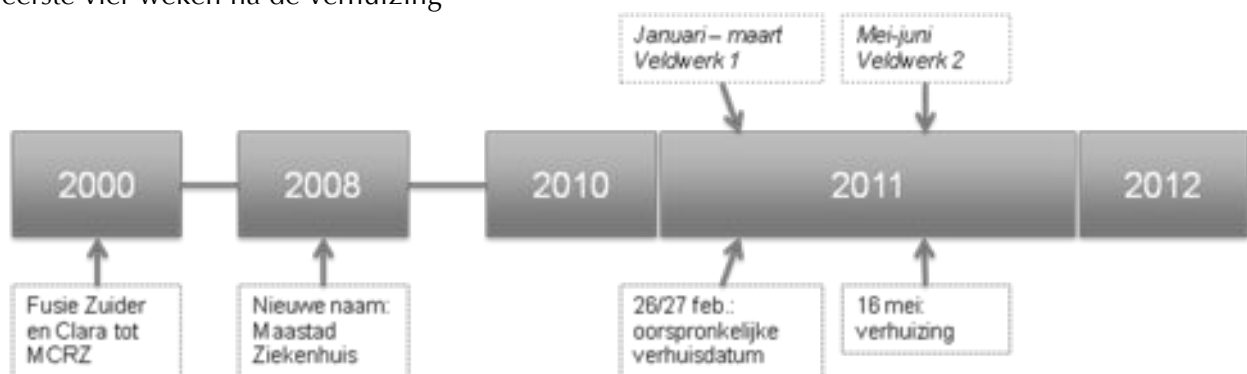 eerste vier weken na de verhuizing
Januari – maart
Veldwerk 1
Mei-juni
Veldwerk 2
2000
2008
2010
2011
2012
Fusie Zuider
en Clara tot
MCRZ
Nieuwe naam:
Maastad
Ziekenhuis
26/27 feb.:
oorspronkelijke
verhuisdatum
16 mei:
verhuizing